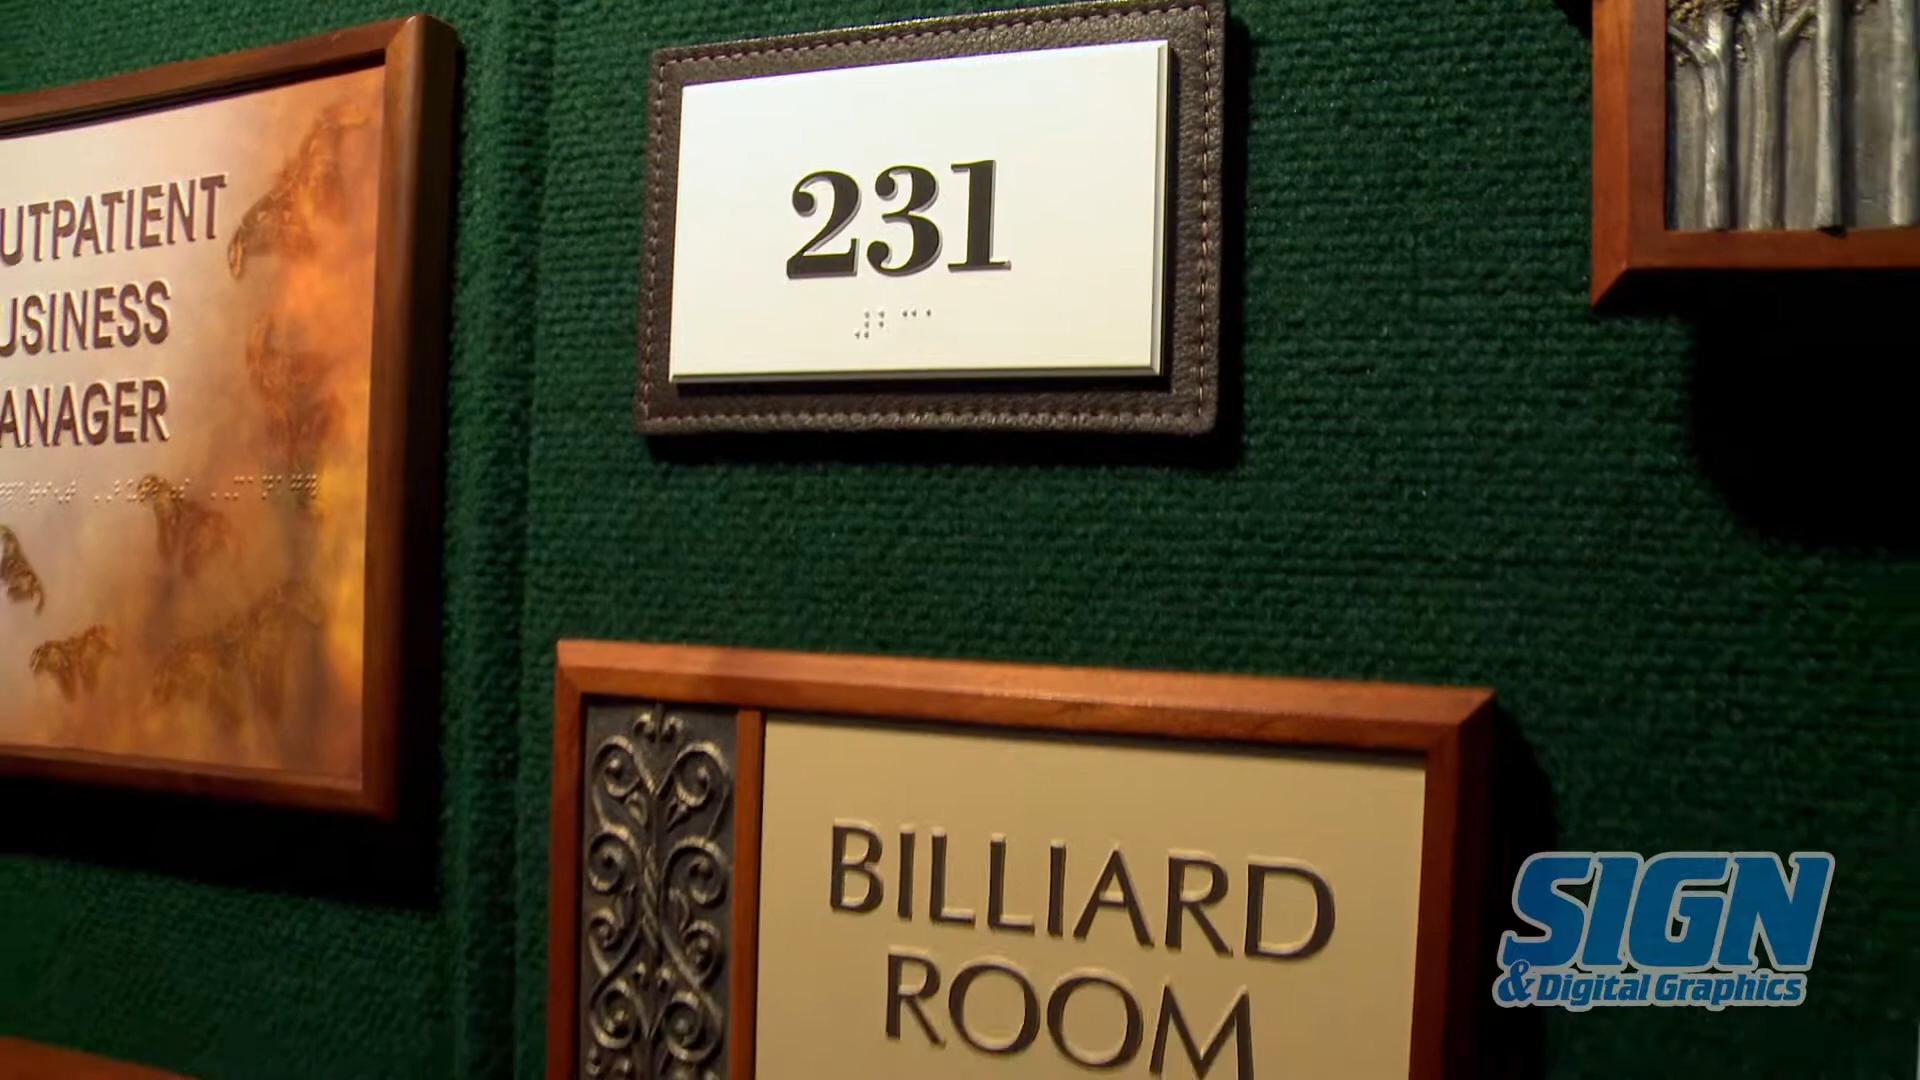 UTPATIENT
USINESS
ANAGER
231
BILLIARD
ROOM
SIGN
& Digital Graphics